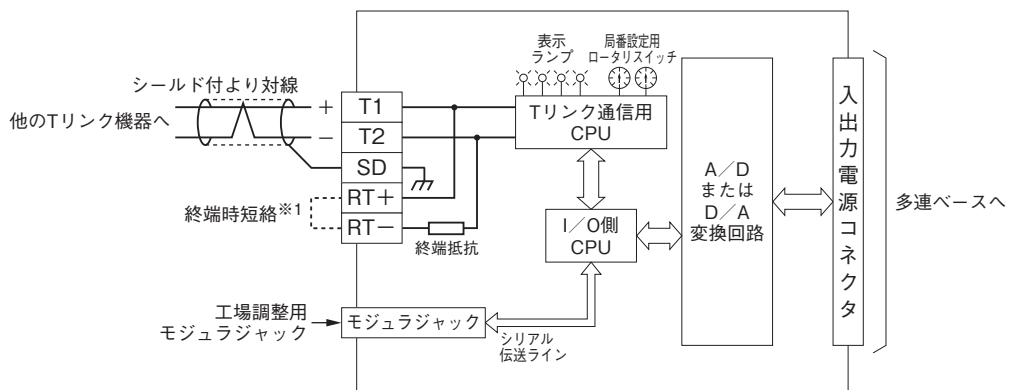 表示
ランプ
局番設定用
ロータリスイッチ
シールド付より対線
他のTリンク機器へ
+
−
T1
T2
SD
RT+
RT−
終端時短絡※1
終端抵抗
Tリンク通信用
CPU
I/O側
CPU
A/D
または
D/A
変換回路
入出力電源コネクタ
多連ベースへ
工場調整用
モジュラジャック
モジュラジャック
シリアル
伝送ライン